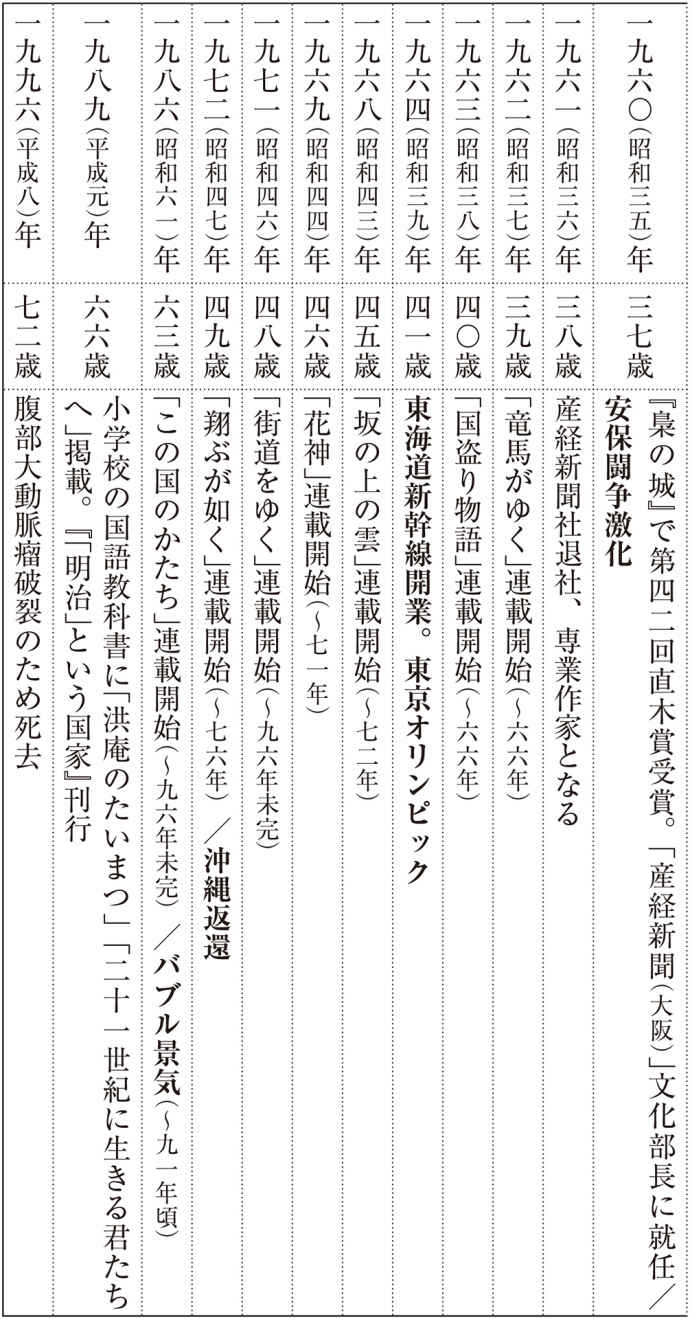 一九六〇（昭和三五）年　三七歳　『梟の城』で第四二回直木賞受賞。「産経新聞（大阪）」文化部長に就任／
安保闘争激化
一九六一（昭和三六）年　三八歳　産経新聞社退社、専業作家となる
一九六二（昭和三七）年　三九歳　「竜馬がゆく」連載開始（～六六年）
一九六三（昭和三八）年　四〇歳　「国盗り物語」連載開始（～六六年）
一九六四（昭和三九）年　四一歳　東海道新幹線開業。東京オリンピック
一九六八（昭和四三）年　四五歳　「坂の上の雲」連載開始（～七二年）
一九六九（昭和四四）年　四六歳　「花神」連載開始（～七一年）
一九七一（昭和四六）年　四八歳　「街道をゆく」連載開始（～九六年未完）
一九七二（昭和四七）年　四九歳　「翔ぶが如く」連載開始（～七六年）／沖縄返還
一九八六（昭和六一）年　六三歳　「この国のかたち」連載開始（～九六年未完）／バブル景気（～九一年頃）
一九八九（平成元）年　六六歳　小学校の国語教科書に「洪庵のたいまつ」「二十一世紀に生きる君たち
へ」掲載。『「明治」という国家』刊行
一九九六（平成八）年　七二歳　腹部大動脈瘤破裂のため死去